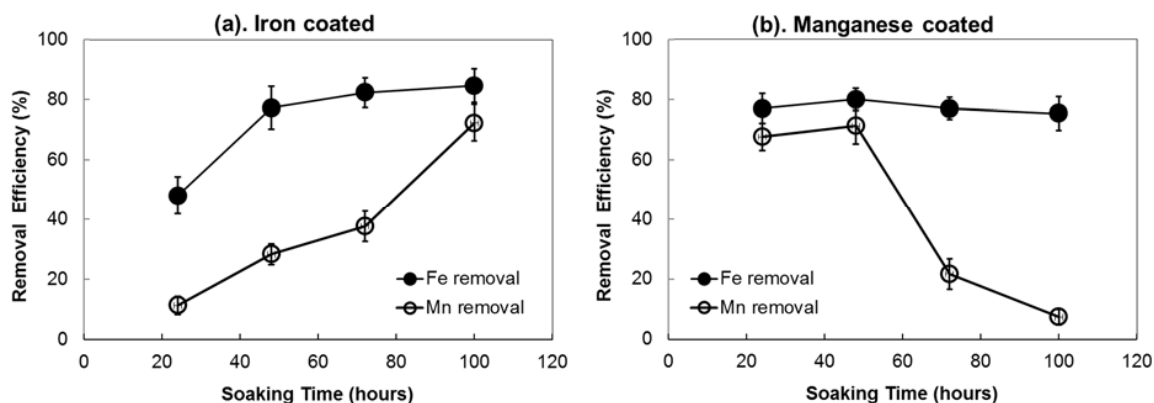 (a). Iron coated
100
80
60
40
20
0
Removal Efficiency (%)
Fe removal
Mn removal
0 20 40 60 80 100 120
Soaking Time (hours)
(b). Manganese coated
100
80
60
40
20
0
Removal Efficiency (%)
Fe removal
Mn removal
0 20 40 60 80 100 120
Soaking Time (hours)